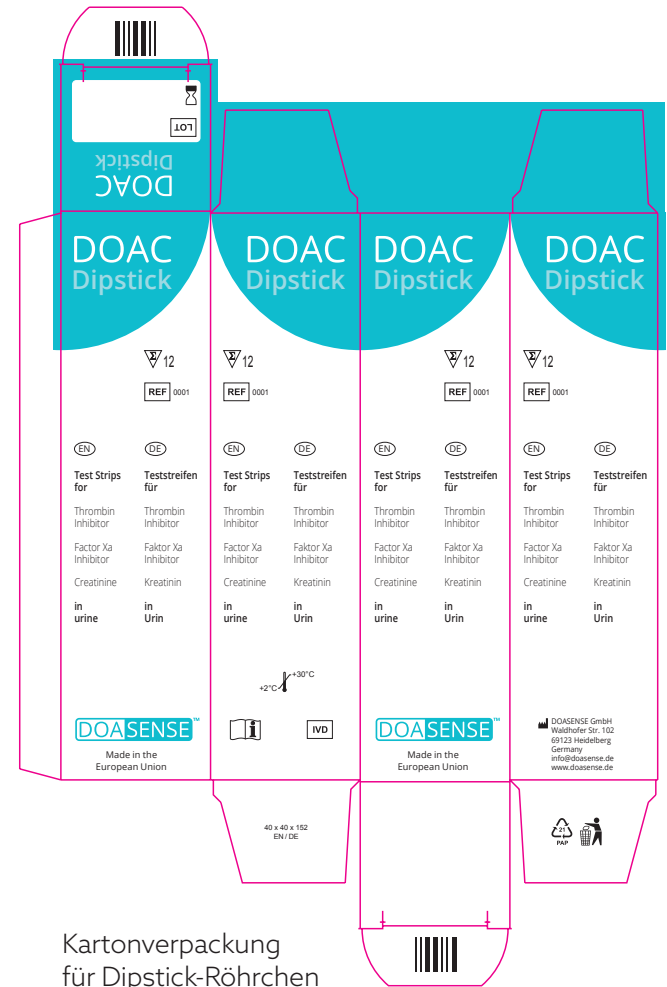 LOT
DOAC
Dipstick
DOAC
Dipstick
Σ 12
REF 0001
EN
Test Strips
for
Thrombin
Inhibitor
Factor Xa
Inhibitor
Creatinine
in
urine
DE
Teststreifen
für
Thrombin
Inhibitor
Faktor Xa
Inhibitor
Kreatinin
in
Urin
DOASENSE™
Made in the
European Union
DOAC
Dipstick
Σ 12
REF 0001
EN
Test Strips
for
Thrombin
Inhibitor
Factor Xa
Inhibitor
Creatinine
in
urine
DE
Teststreifen
für
Thrombin
Inhibitor
Faktor Xa
Inhibitor
Kreatinin
in
Urin
+2°C +30°C
i
IVD
40 x 40 x 152
EN / DE
DOAC
Dipstick
Σ 12
REF 0001
EN
Test Strips
for
Thrombin
Inhibitor
Factor Xa
Inhibitor
Creatinine
in
urine
DE
Teststreifen
für
Thrombin
Inhibitor
Faktor Xa
Inhibitor
Kreatinin
in
Urin
DOASENSE™
Made in the
European Union
DOAC
Dipstick
Σ 12
REF 0001
EN
Test Strips
for
Thrombin
Inhibitor
Factor Xa
Inhibitor
Creatinine
in
urine
DE
Teststreifen
für
Thrombin
Inhibitor
Faktor Xa
Inhibitor
Kreatinin
in
Urin
DOASENSE GmbH
Waldhofer Str. 102
69123 Heidelberg
Germany
info@doasense.de
www.doasense.de
21
PAP
Kartonverpackung
für Dipstick-Röhrchen